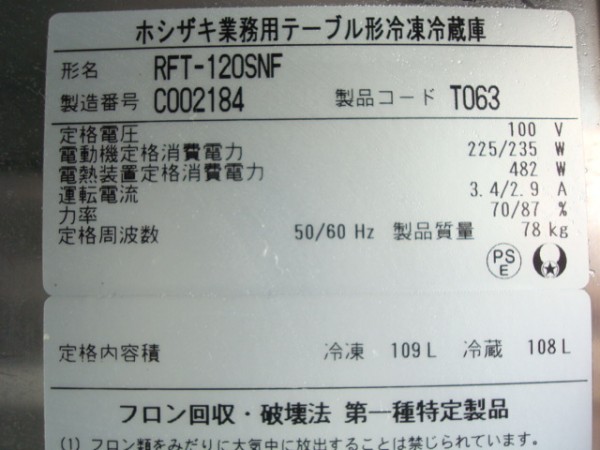 ホシザキ業務用テーブル形冷凍冷蔵庫
形名 RFT-120SNF
製造番号 C002184 製品コード T063
定格電圧 100 V
電動機定格消費電力 225/235 W
電熱装置定格消費電力 482 W
運転電流 3.4/2.9 A
力率 70/87 %
定格周波数 50/60 Hz 製品質量 78 kg
PS
E
定格内容積 冷凍 109 L 冷蔵 108 L
フロン回収・破壊法 第一種特定製品
(1) フロン類をみだりに大気中に放出することは禁じられています。